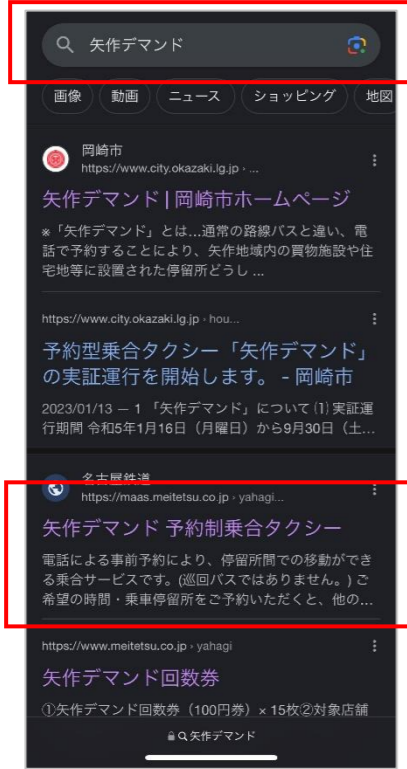 矢作デマンド
画像 動画 ニュース ショッピング 地図
岡崎市
https://www.city.okazaki.lg.jp › ...
矢作デマンド | 岡崎市ホームページ
※「矢作デマンド」とは…通常の路線バスと違い、電
話で予約することにより、矢作地域内の買物施設や住
宅地等に設置された停留所どうし ...
https://www.city.okazaki.lg.jp › hou...
予約型乗合タクシー「矢作デマンド」
の実証運行を開始します。 - 岡崎市
2023/01/13 — 1 「矢作デマンド」について ⑴ 実証運
行期間 令和5年1月16日（月曜日）から9月30日（土...
名古屋鉄道
https://maas.meitetsu.co.jp › yahagi...
矢作デマンド 予約制乗合タクシー
電話による事前予約により、停留所間での移動ができ
る乗合サービスです。(巡回バスではありません。) ご
希望の時間・乗車停留所をご予約いただくと、他の...
https://www.meitetsu.co.jp › yahagi
矢作デマンド回数券
①矢作デマンド回数券（100円券）× 15枚②対象店舗
矢作デマンド